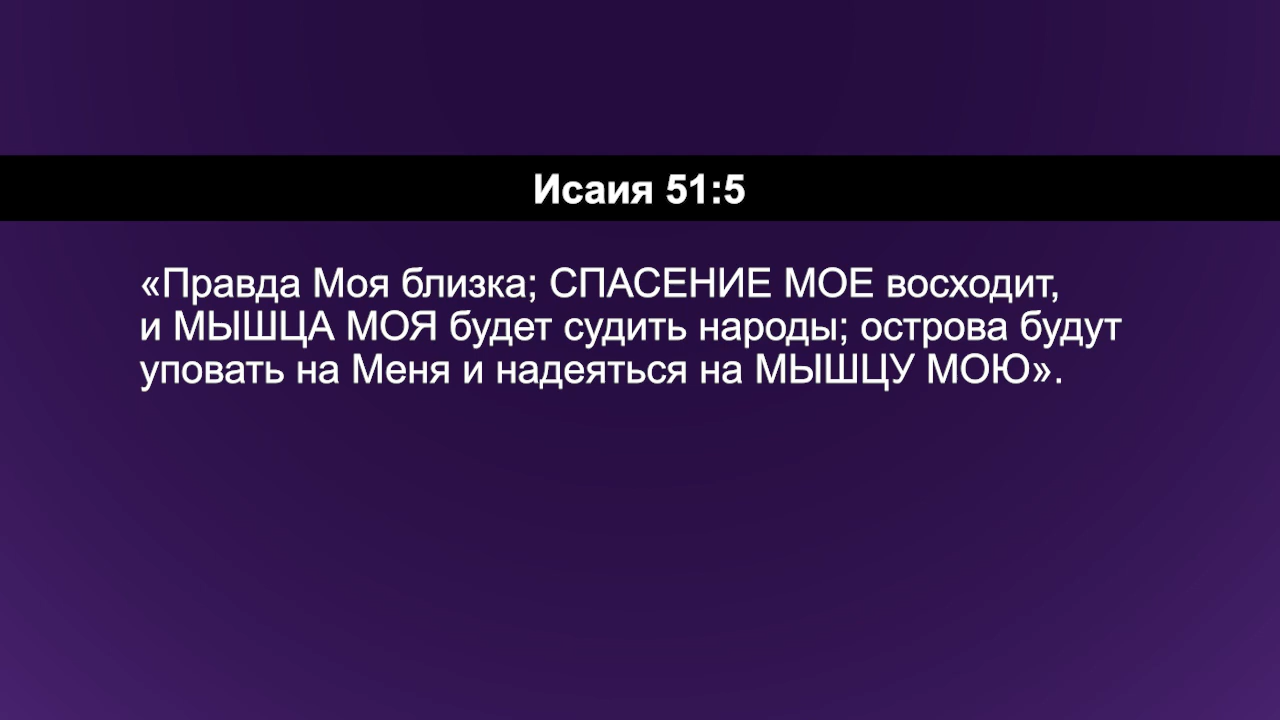 Исаия 51:5
«Правда Моя близка; СПАСЕНИЕ МОЕ восходит,
и МЫШЦА МОЯ будет судить народы; острова будут
уповать на Меня и надеяться на МЫШЦУ МОЮ».